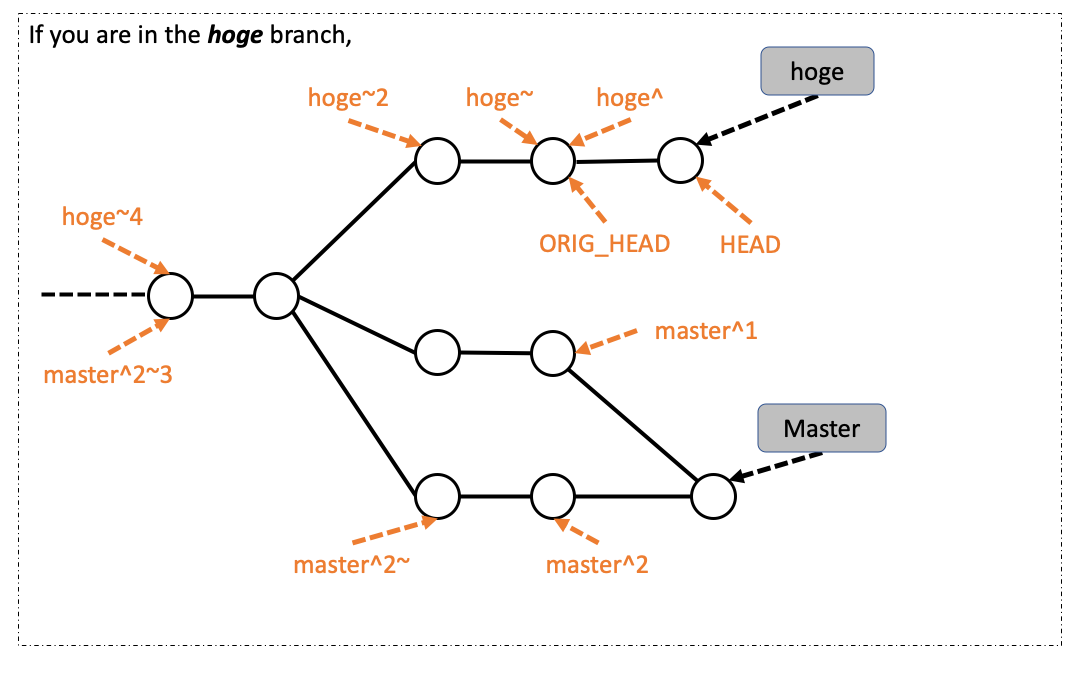 If you are in the hoge branch,
hoge
hoge~2
hoge~
hoge^
hoge~4
ORIG_HEAD
HEAD
master^1
master^2~3
Master
master^2~
master^2